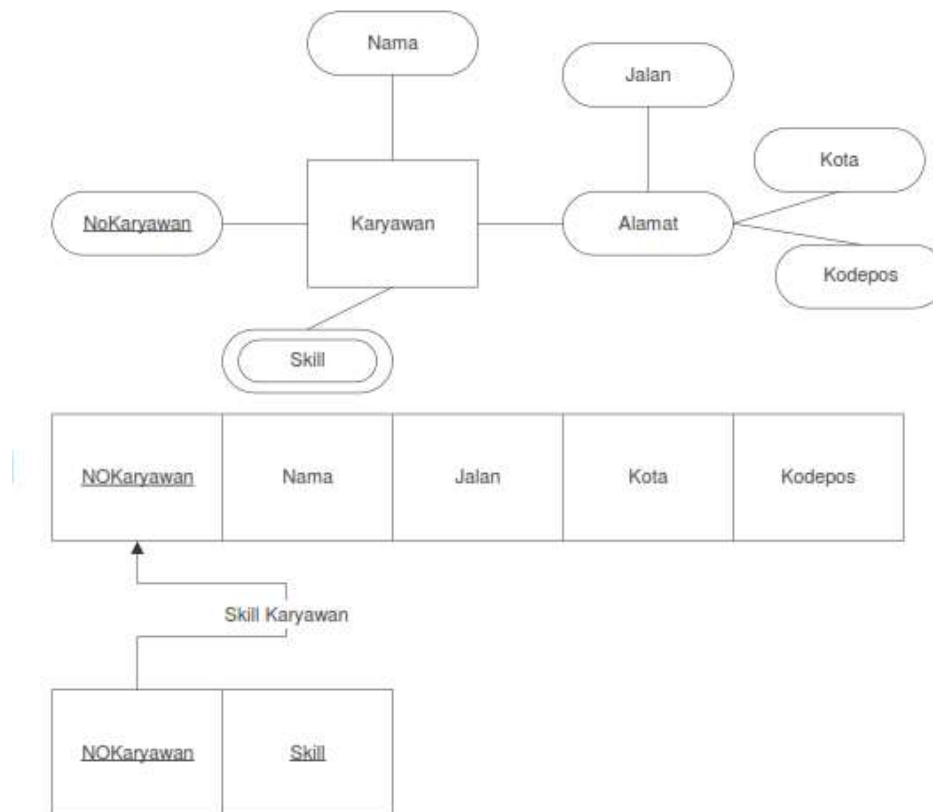 Nama
Jalan
Kota
NoKaryawan
Karyawan
Alamat
Kodepos
Skill
NOKaryawan
Nama
Jalan
Kota
Kodepos
Skill Karyawan
NOKaryawan
Skill